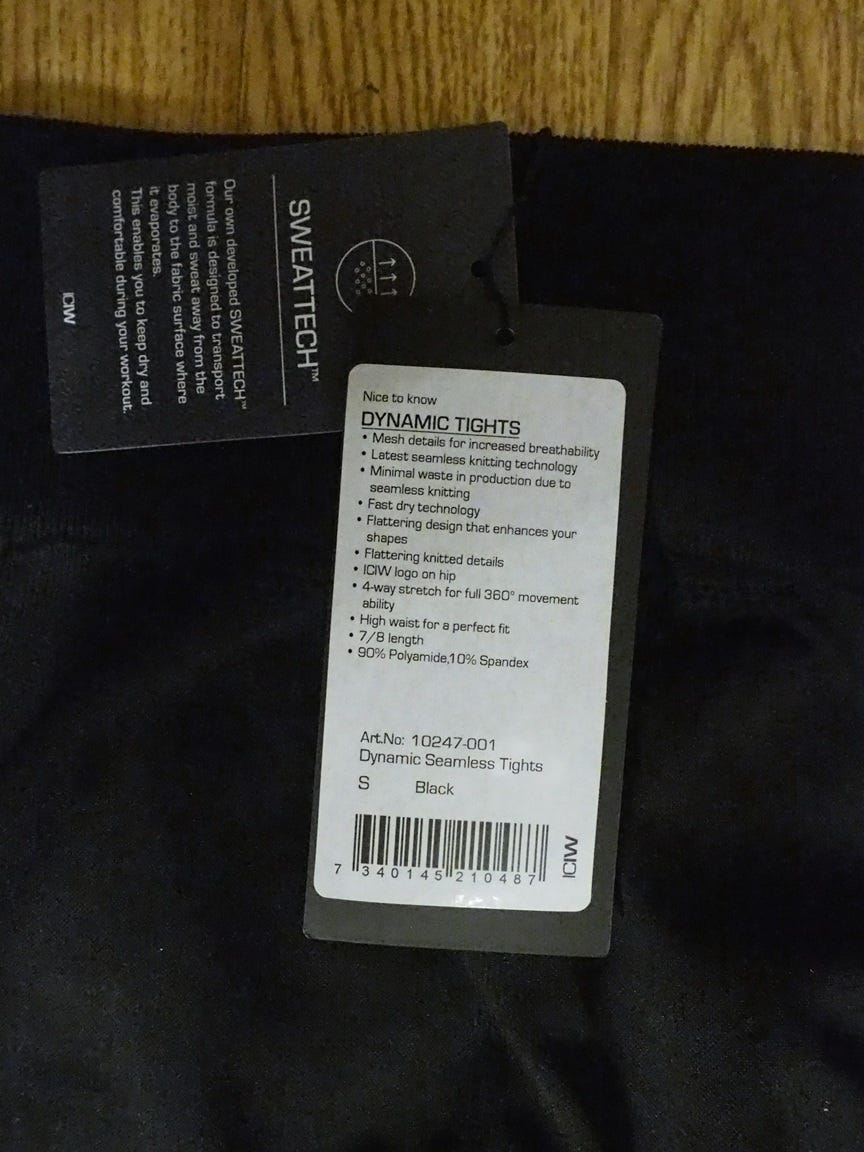 SWEATTECH™
Our own developed SWEATTECH™
formula is designed to transport
moist and sweat away from the
body to the fabric surface where
it evaporates.
This enables you to keep dry and
comfortable during your workout.
ICIW
Nice to know
DYNAMIC TIGHTS
• Mesh details for increased breathability
• Latest seamless knitting technology
• Minimal waste in production due to
seamless knitting
• Fast dry technology
• Flattering design that enhances your
shapes
• Flattering knitted details
• ICIW logo on hip
• 4-way stretch for full 360° movement
ability
• High waist for a perfect fit
• 7/8 length
• 90% Polyamide,10% Spandex
Art.No: 10247-001
Dynamic Seamless Tights
S Black
7 340145 210487
ICIW